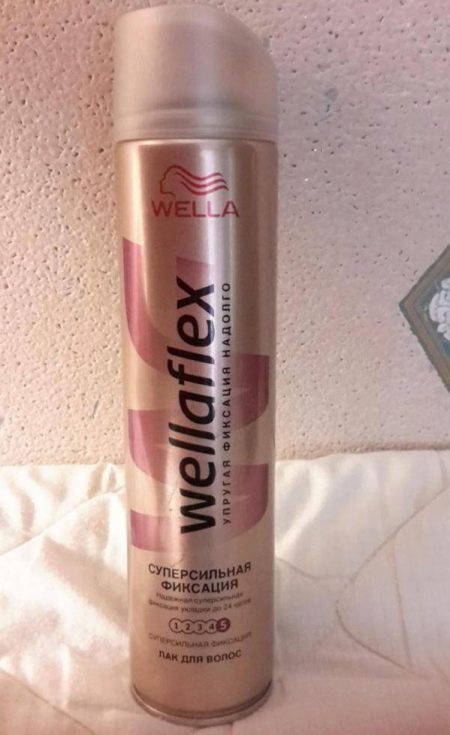 WELLA
wellaflex
УПРУГАЯ ФИКСАЦИЯ НАДОЛГО
СУПЕРСИЛЬНАЯ
ФИКСАЦИЯ
Надежная суперсильная
фиксация укладки до 24 часов
1 2 3 4 5
СУПЕРСИЛЬНАЯ ФИКСАЦИЯ
ЛАК ДЛЯ ВОЛОС